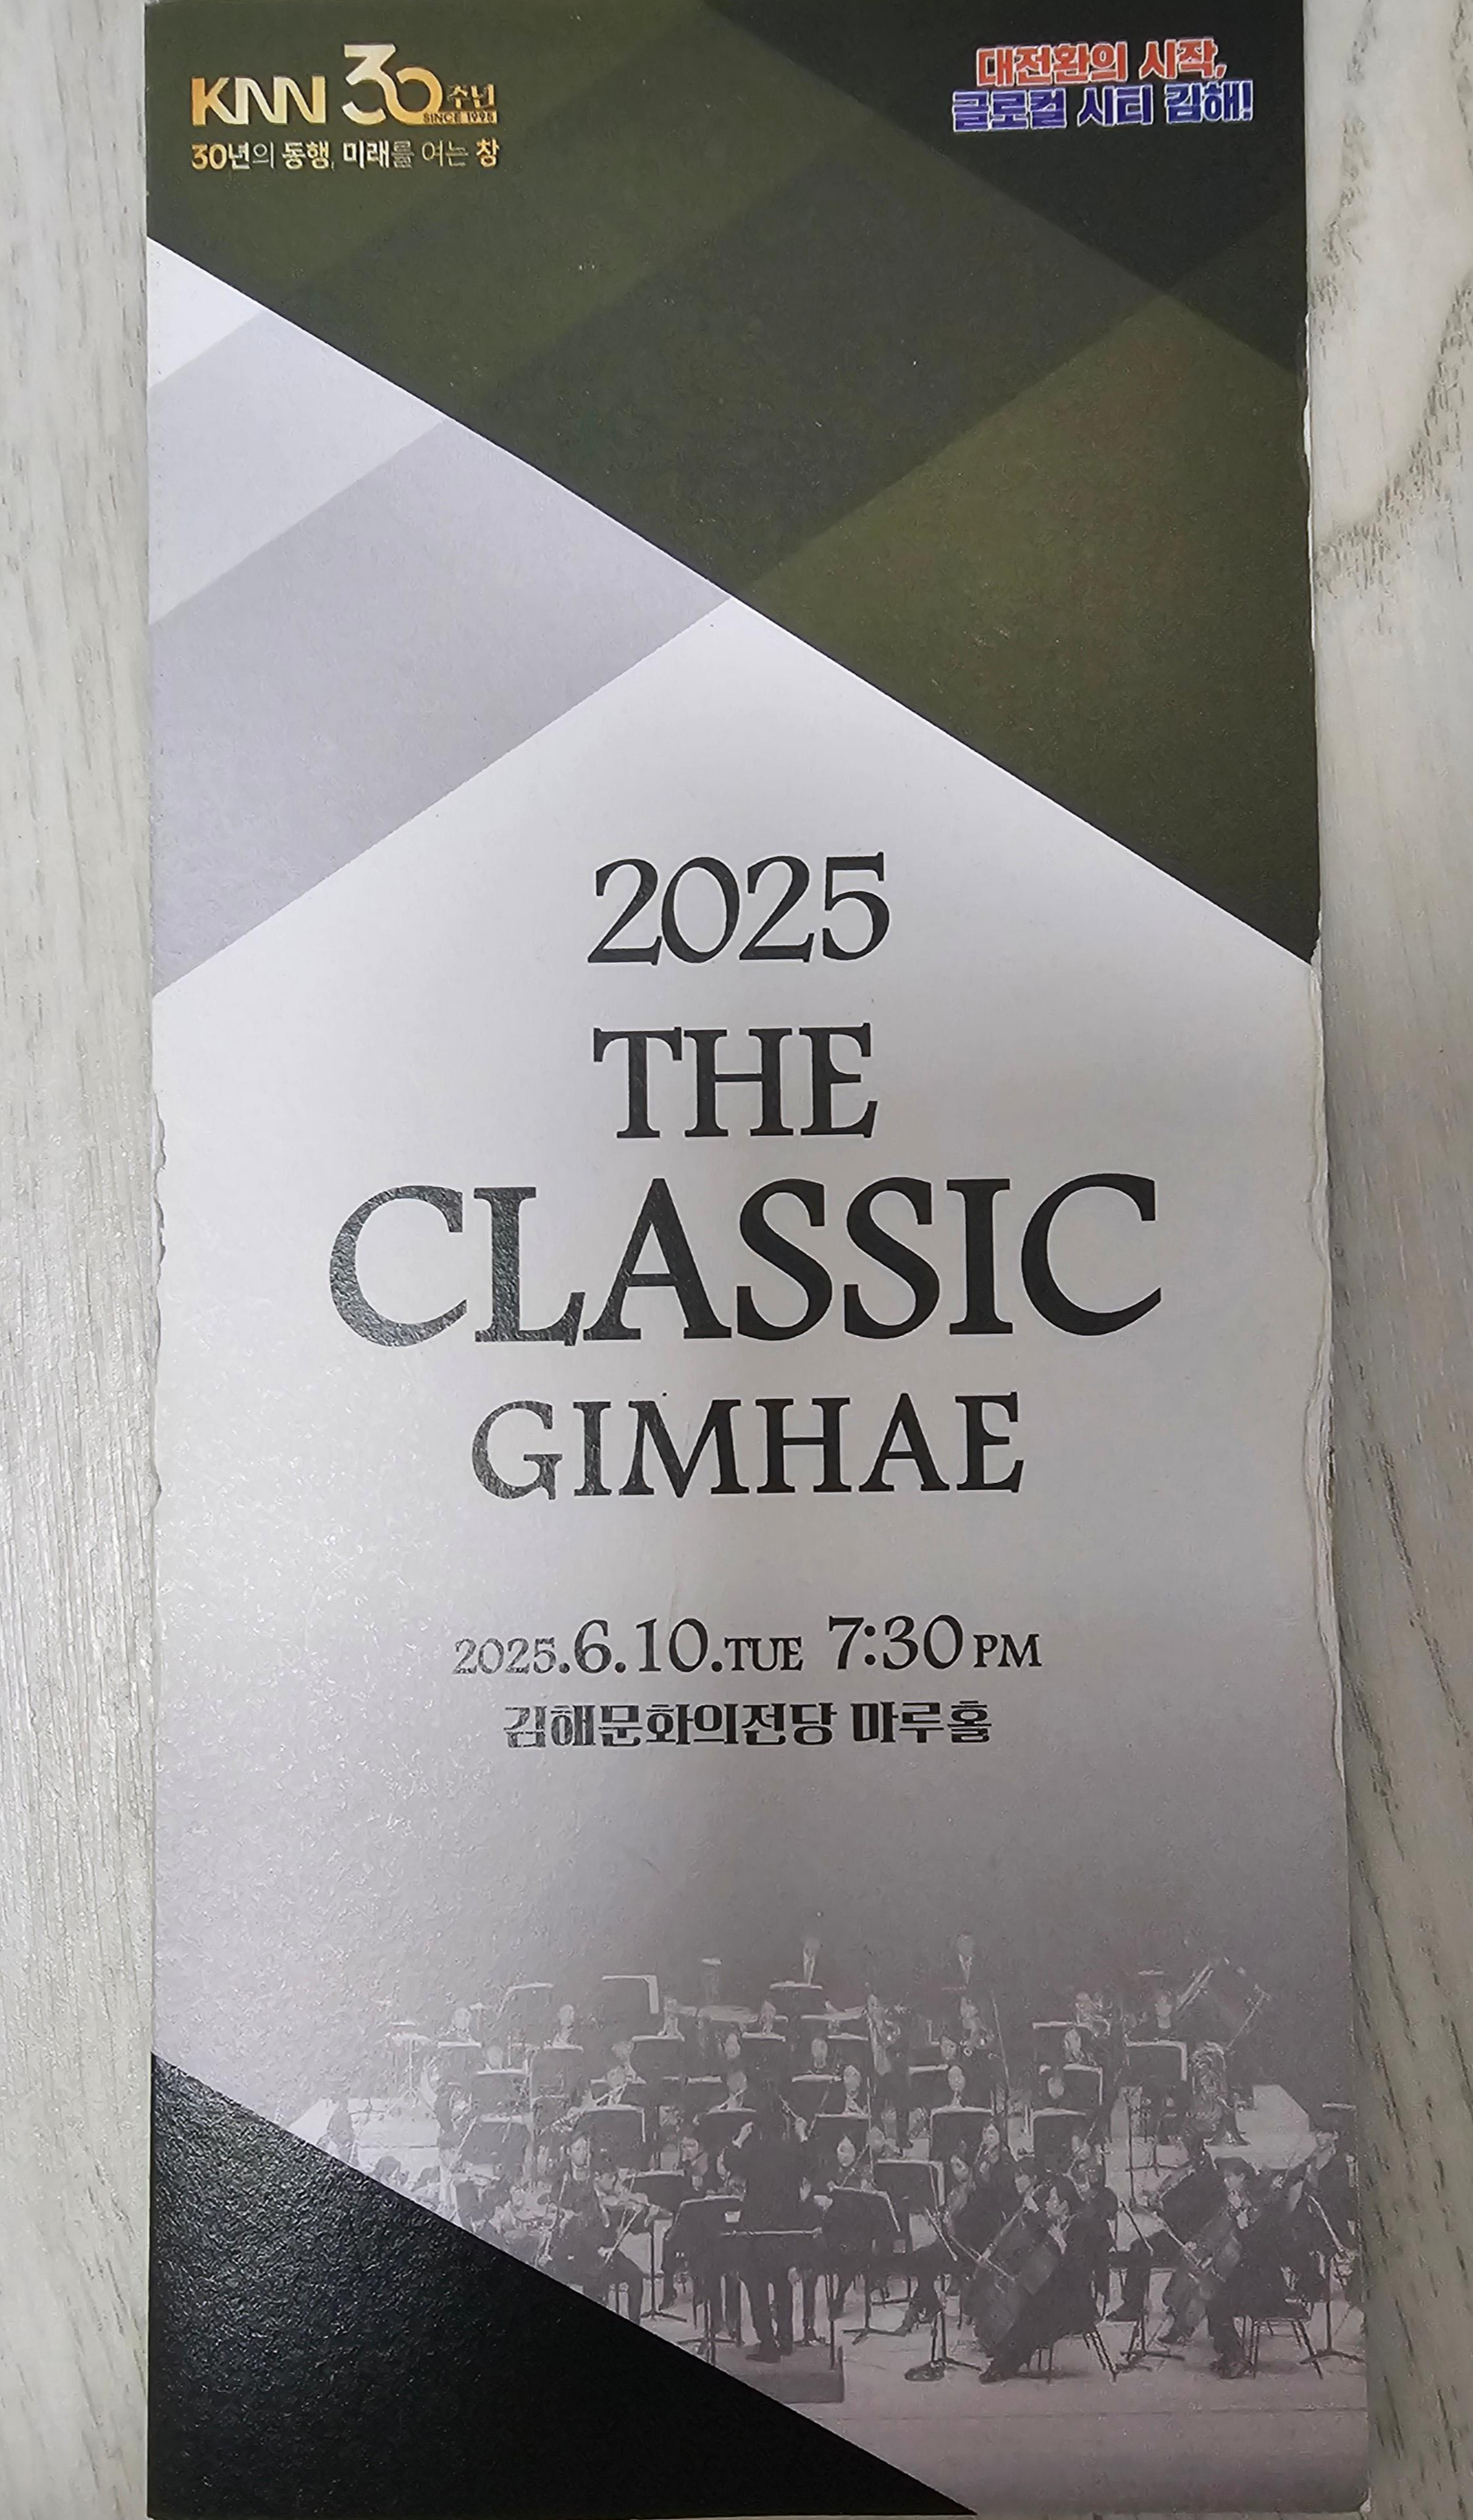 KNN 30주년
SINCE 1995
30년의 동행, 미래를 여는 창
대전환의 시작,
글로컬 시티 김해!
2025
THE
CLASSIC
GIMHAE
2025.6.10.TUE 7:30PM
김해문화의전당 마루홀